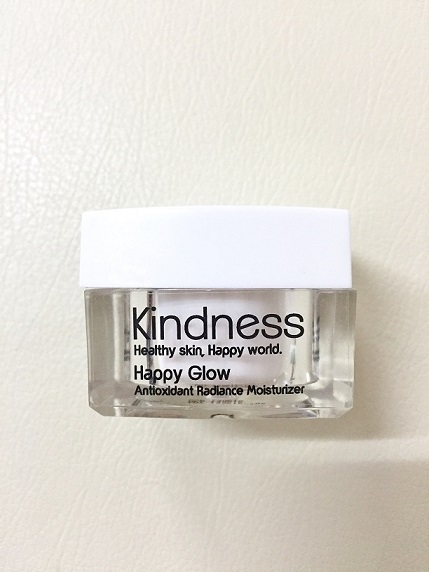 Kindness
Healthy skin, Happy world.
Happy Glow
Antioxidant Radiance Moisturizer